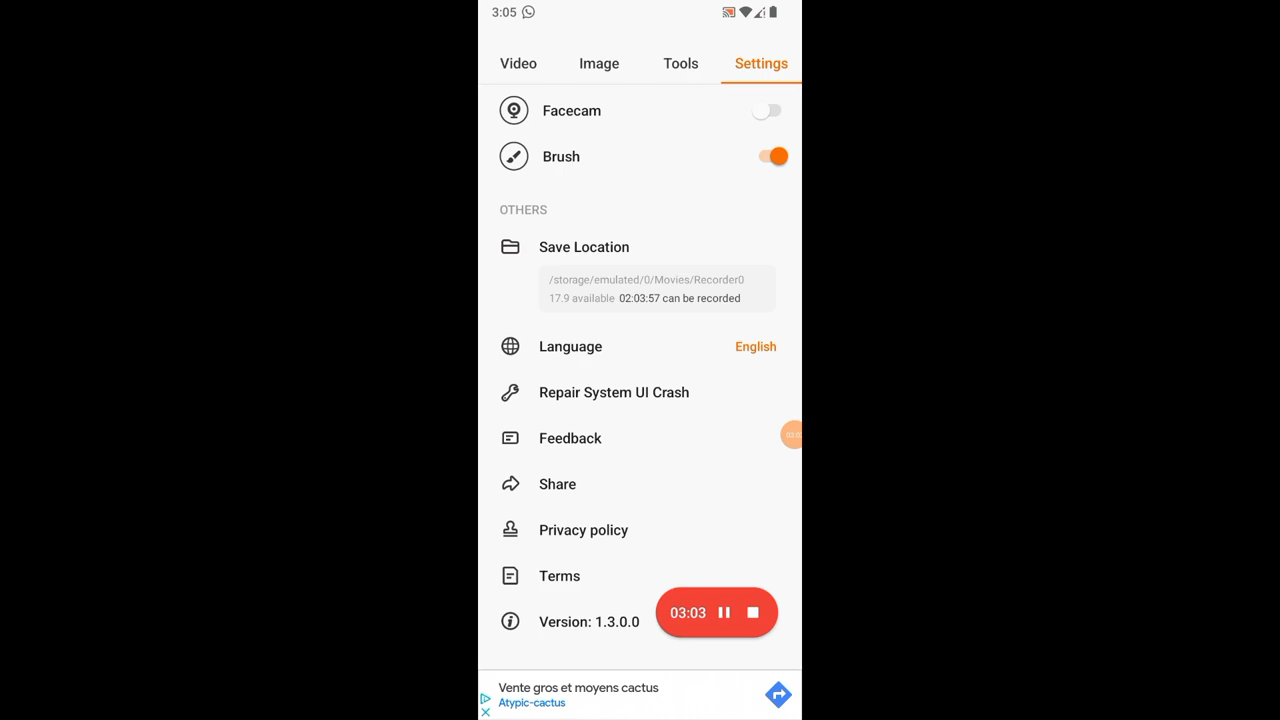 3:05
Video Image Tools Settings
Facecam
Brush
OTHERS
Save Location
/storage/emulated/0/Movies/Recorder0
17.9 available 02:03:57 can be recorded
Language English
Repair System UI Crash
Feedback
Share
Privacy policy
Terms
03:03
Version: 1.3.0.0
Vente gros et moyens cactus
Atypic-cactus